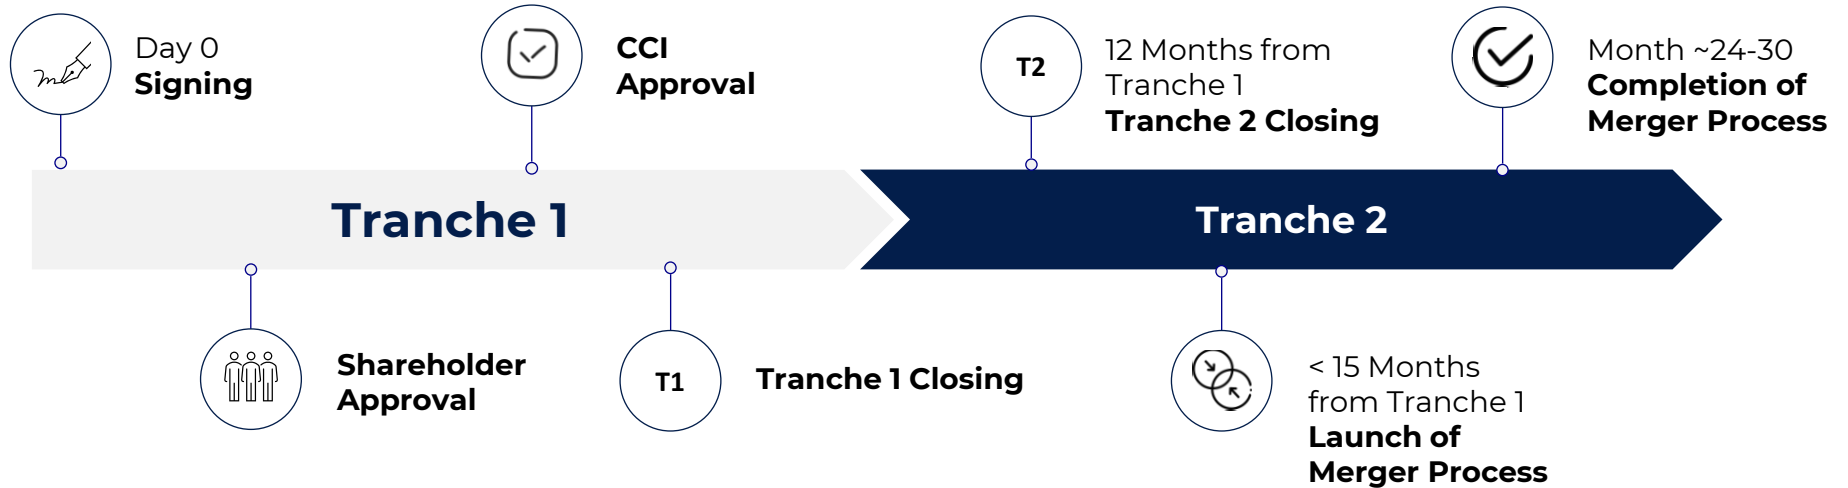 Day 0
Signing
CCI
Approval
T2
12 Months from
Tranche 1
Tranche 2 Closing
Month ~24-30
Completion of
Merger Process
Tranche 1
Tranche 2
Shareholder
Approval
T1
Tranche 1 Closing
< 15 Months
from Tranche 1
Launch of
Merger Process